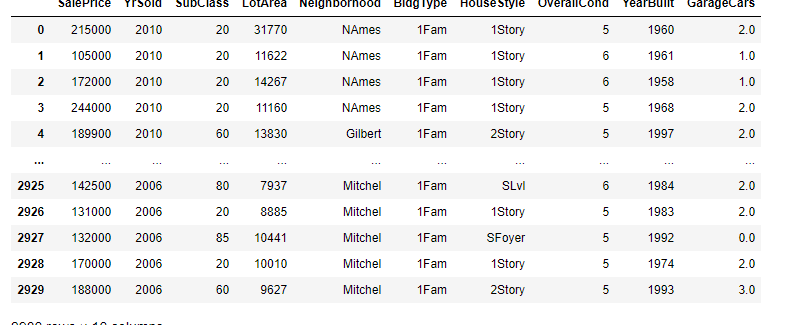 SalePrice YrSold SubClass LotArea Neighborhood BldgType HouseStyle OverallCond YearBuilt GarageCars
0 215000 2010 20 31770 NAmes 1Fam 1Story 5 1960 2.0
1 105000 2010 20 11622 NAmes 1Fam 1Story 6 1961 1.0
2 172000 2010 20 14267 NAmes 1Fam 1Story 6 1958 1.0
3 244000 2010 20 11160 NAmes 1Fam 1Story 5 1968 2.0
4 189900 2010 60 13830 Gilbert 1Fam 2Story 5 1997 2.0
... ... ... ... ... ... ... ... ... ... ...
2925 142500 2006 80 7937 Mitchel 1Fam SLvl 6 1984 2.0
2926 131000 2006 20 8885 Mitchel 1Fam 1Story 5 1983 2.0
2927 132000 2006 85 10441 Mitchel 1Fam SFoyer 5 1992 0.0
2928 170000 2006 20 10010 Mitchel 1Fam 1Story 5 1974 2.0
2929 188000 2006 60 9627 Mitchel 1Fam 2Story 5 1993 3.0